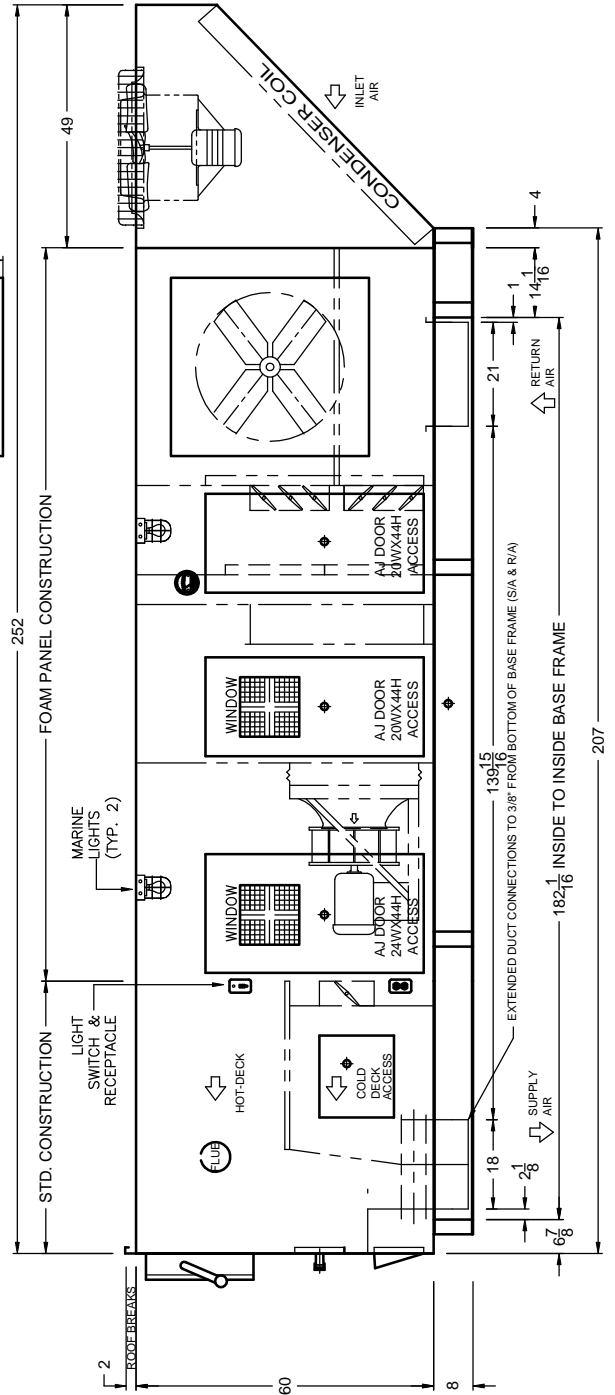 252
49
FOAM PANEL CONSTRUCTION
STD. CONSTRUCTION
MARINE
LIGHTS
(TYP. 2)
LIGHT
SWITCH &
RECEPTACLE
2
ROOF BREAKS
60
8
FLUE
HOT-DECK
COLD
DECK
ACCESS
WINDOW
AJ DOOR
24WX44H
ACCESS
WINDOW
AJ DOOR
20WX44H
ACCESS
AJ DOOR
20WX44H
ACCESS
CONDENSER COIL
INLET
AIR
4
1
14 1/16
21
RETURN
AIR
139 15/16
EXTENDED DUCT CONNECTIONS TO 3/8" FROM BOTTOM OF BASE FRAME (S/A & R/A)
18
SUPPLY
AIR
2 1/8
182 1/16 INSIDE TO INSIDE BASE FRAME
6 7/8
207